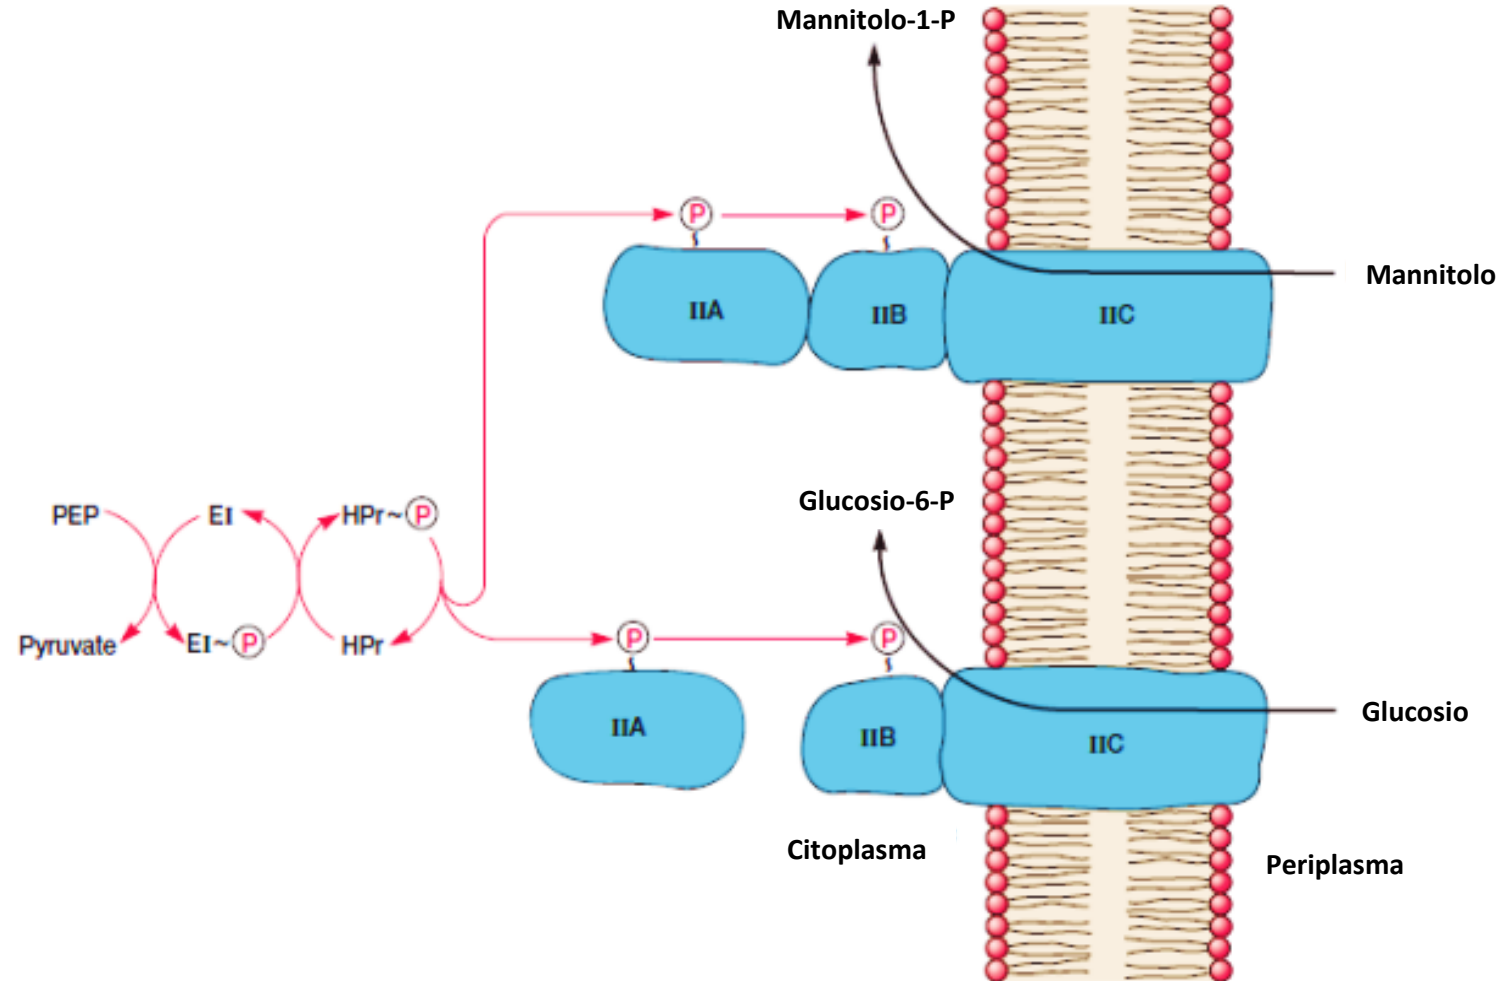 Mannitolo-1-P
P
P
Mannitolo
IIA
IIB
IIC
Glucosio-6-P
PEP
EI
HPr~P
Pyruvate
EI~P
HPr
P
P
Glucosio
IIA
IIB
IIC
Citoplasma
Periplasma